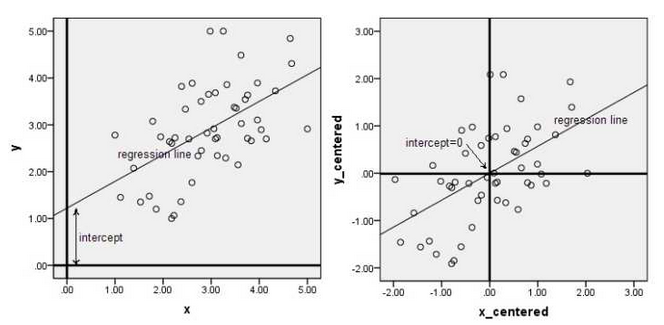 5.00
4.00
3.00
2.00
1.00
.00
y
regression line
intercept
.00 1.00 2.00 3.00 4.00 5.00
x
3.00
2.00
1.00
.00
-1.00
-2.00
y_centered
regression line
intercept=0
-2.00 -1.00 .00 1.00 2.00 3.00
x_centered